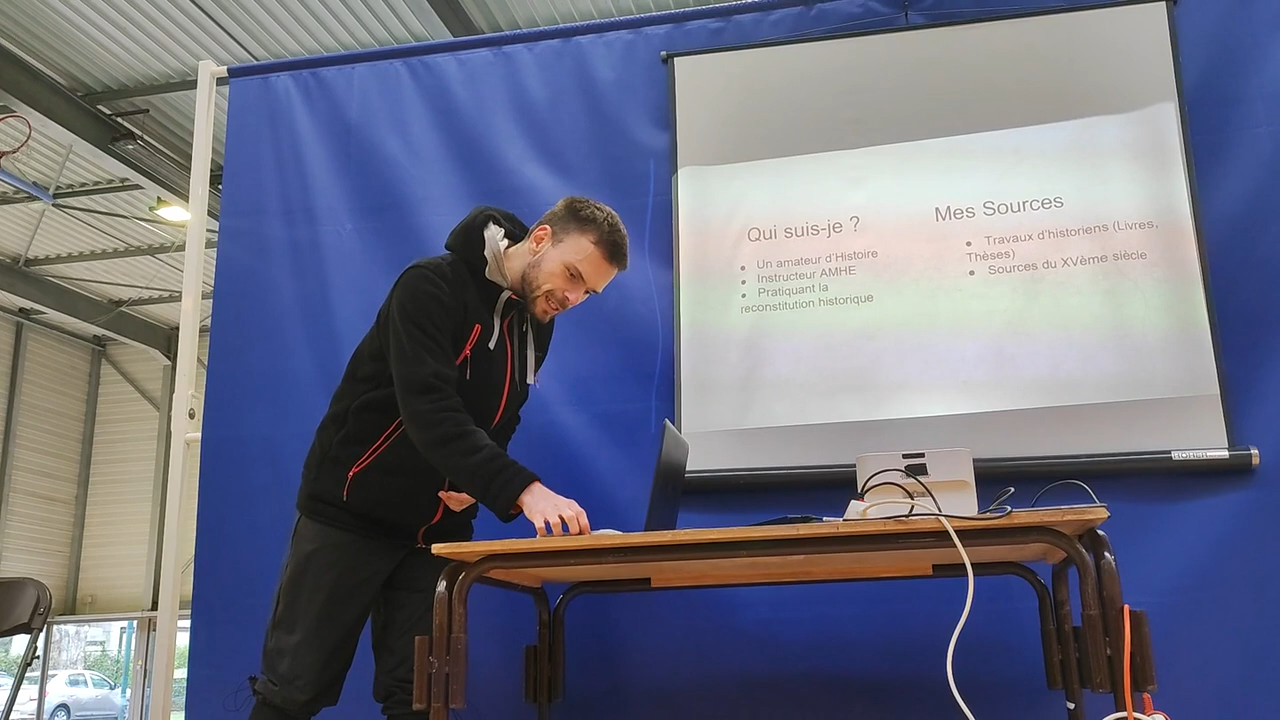 Qui suis-je ?
• Un amateur d'Histoire
• Instructeur AMHE
• Pratiquant la
reconstitution historique
Mes Sources
• Travaux d'historiens (Livres,
Thèses)
• Sources du XVème siècle
HÖHER